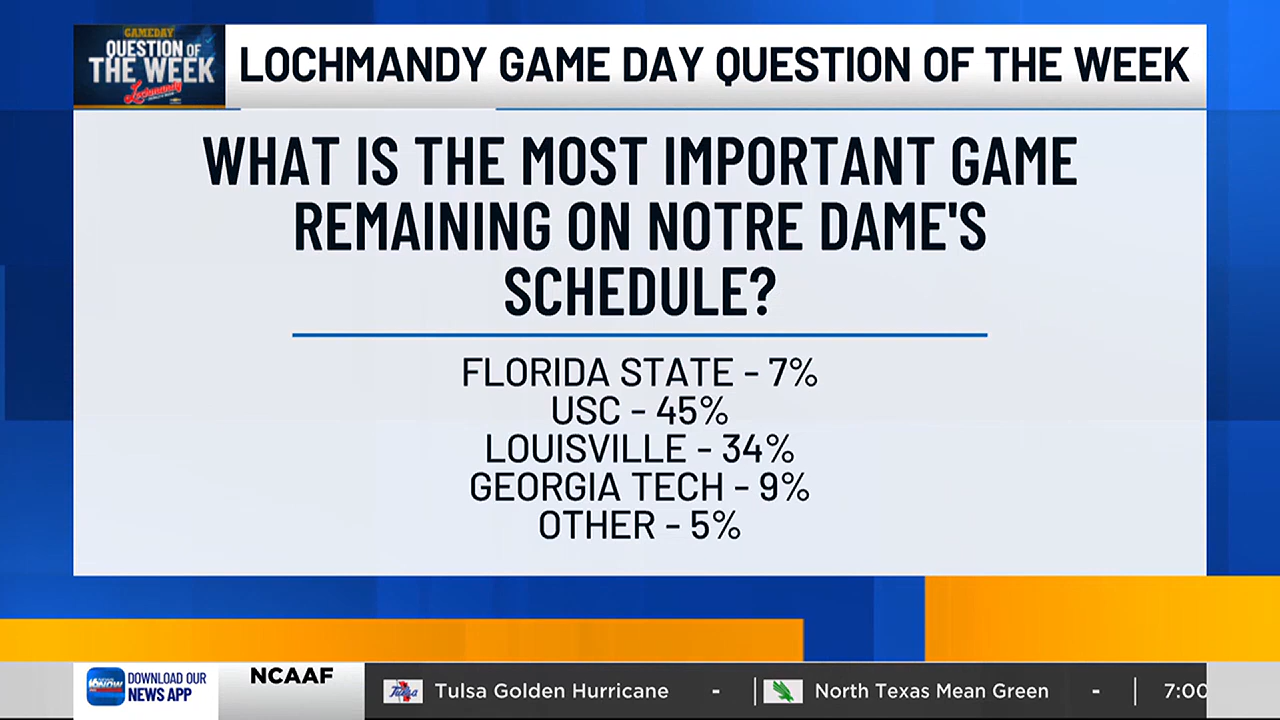 GAMEDAY
QUESTION OF
THE WEEK
Lochmandy
LOCHMANDY GAME DAY QUESTION OF THE WEEK
WHAT IS THE MOST IMPORTANT GAME
REMAINING ON NOTRE DAME'S
SCHEDULE?
FLORIDA STATE - 7%
USC - 45%
LOUISVILLE - 34%
GEORGIA TECH - 9%
OTHER - 5%
DOWNLOAD OUR
NEWS APP
NCAAF
Tulsa Golden Hurricane -
North Texas Mean Green -
7:00